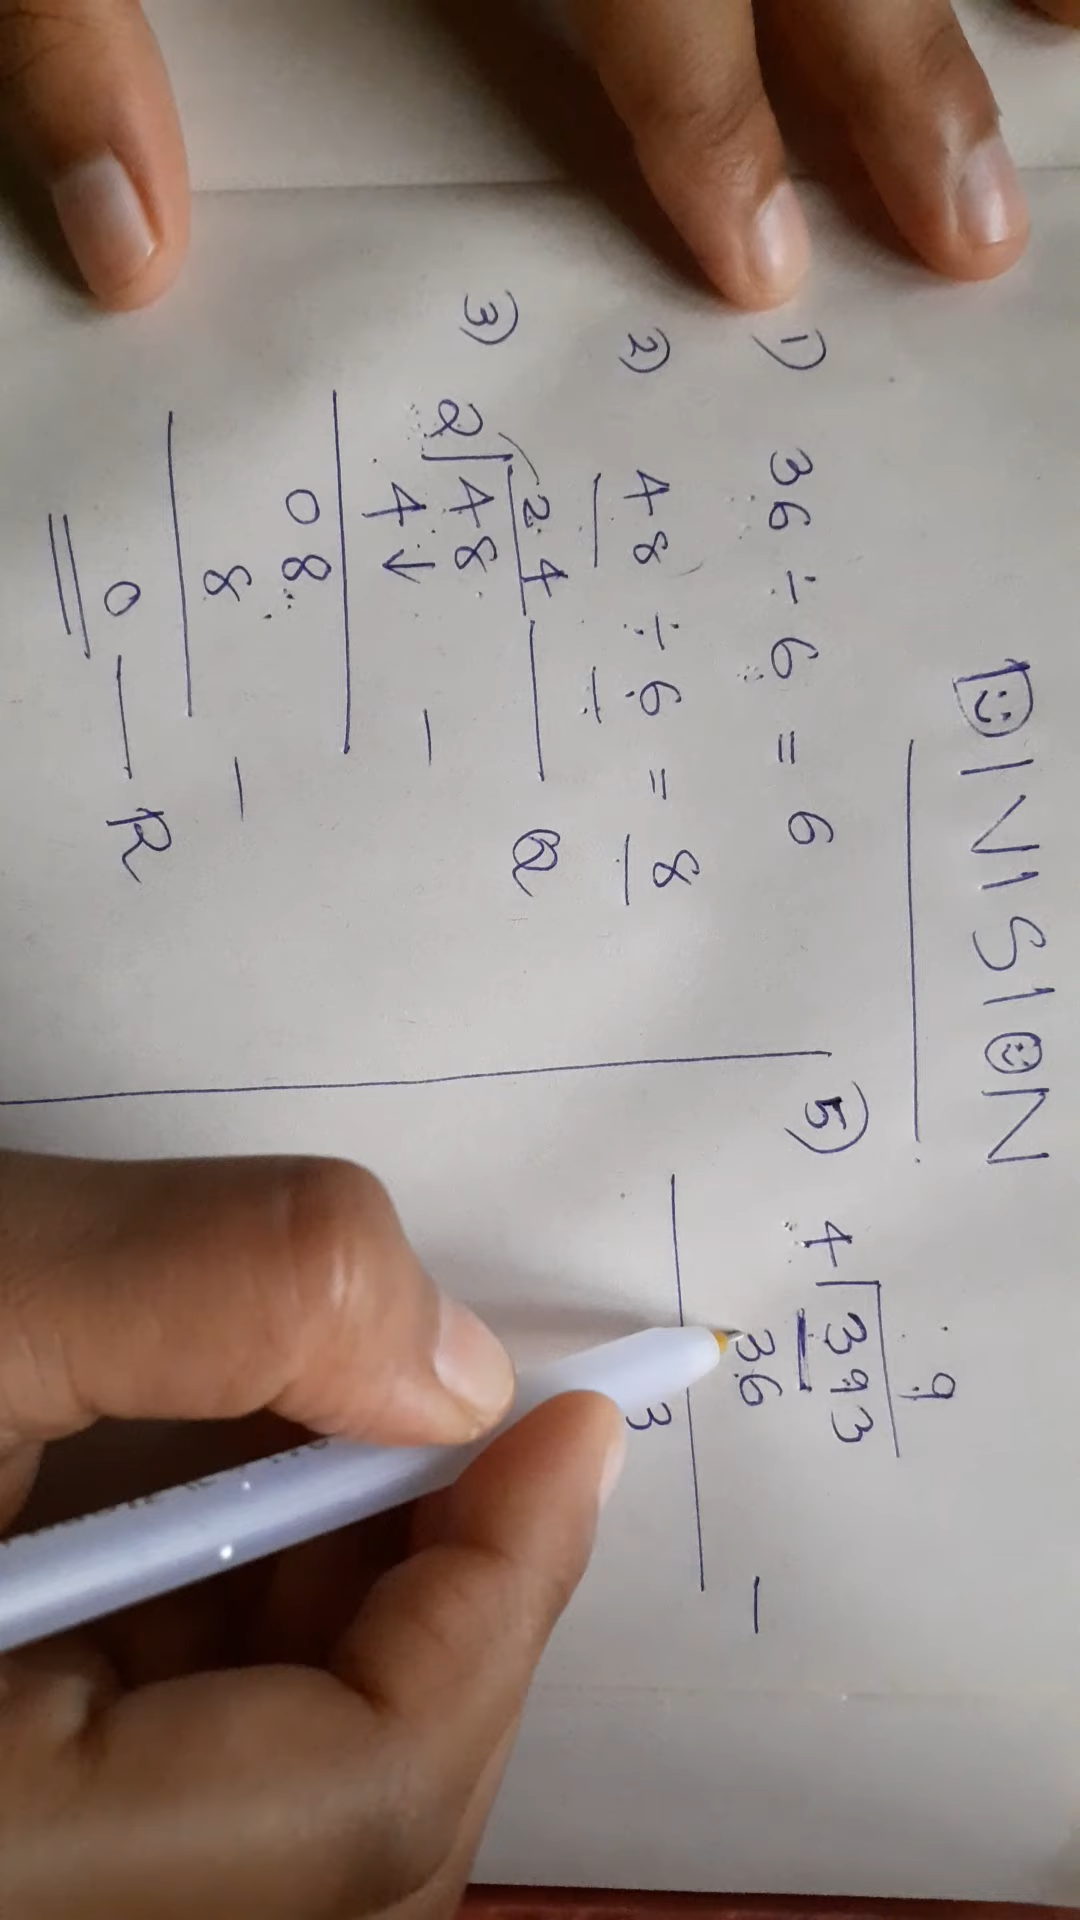 DIVISION
1) 36 ÷ 6 = 6
2) 48 ÷ 6 = 8
3) 2 48 24 Q
4 ↓ -
08
8 -
0 R
5) 9
4 393
36 -
3